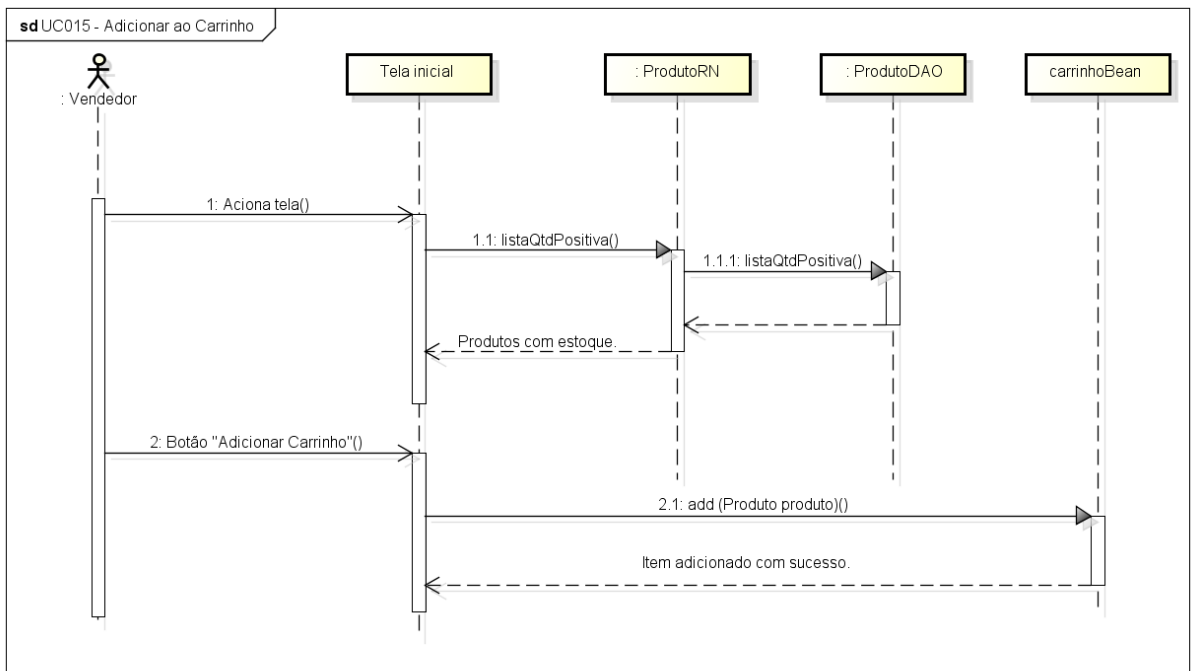 sd UC015 - Adicionar ao Carrinho
: Vendedor
Tela inicial
: ProdutoRN
: ProdutoDAO
carrinhoBean
1: Aciona tela()
1.1: listaQtdPositiva()
1.1.1: listaQtdPositiva()
Produtos com estoque.
2: Botão "Adicionar Carrinho"()
2.1: add (Produto produto)()
Item adicionado com sucesso.